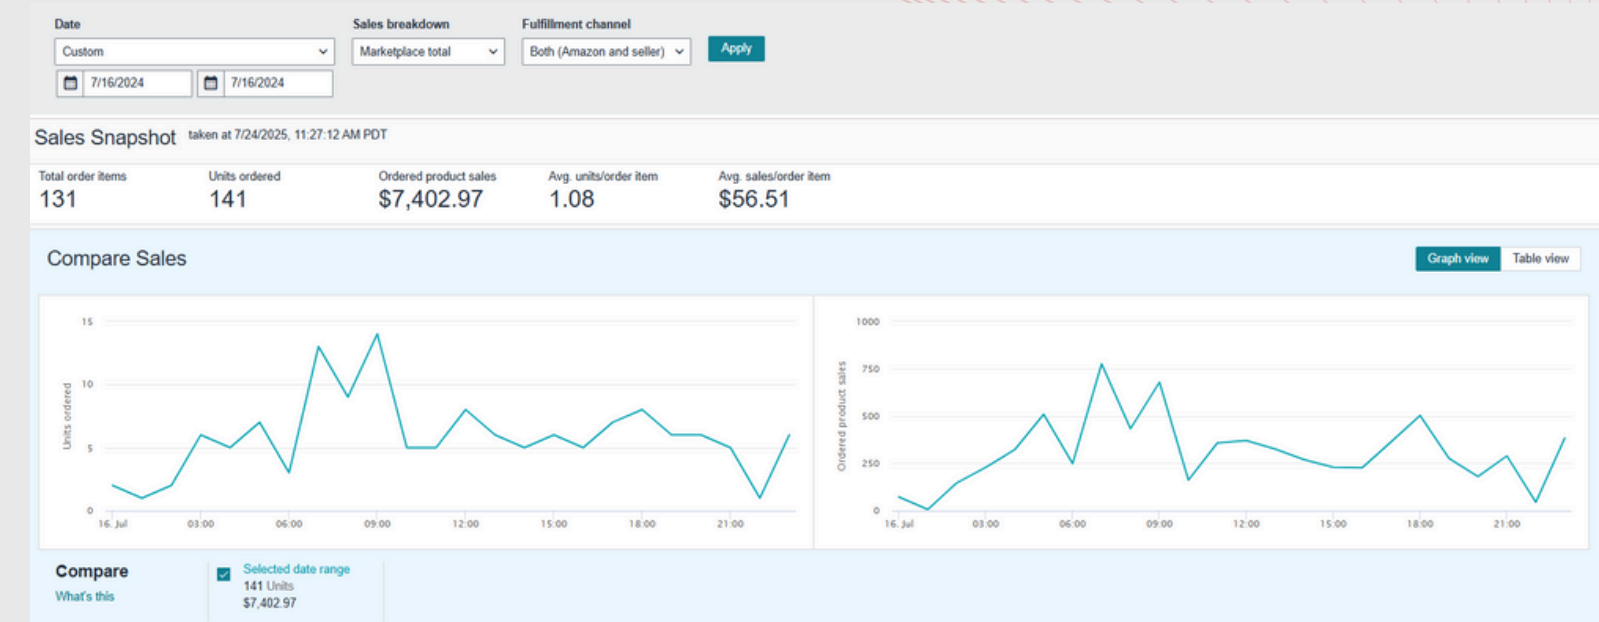 Date
Sales breakdown
Fulfillment channel
Custom
Marketplace total
Both (Amazon and seller)
Apply
7/16/2024
7/16/2024
Sales Snapshot taken at 7/24/2025, 11:27:12 AM PDT
Total order items
Units ordered
Ordered product sales
Avg. units/order item
Avg. sales/order item
131
141
$7,402.97
1.08
$56.51
Compare Sales
Graph view
Table view
Units ordered
15
10
5
0
16. Jul
03:00
06:00
09:00
12:00
15:00
18:00
21:00
Ordered product sales
1000
750
500
250
0
16. Jul
03:00
06:00
09:00
12:00
15:00
18:00
21:00
Compare
What's this
Selected date range
141 Units
$7,402.97